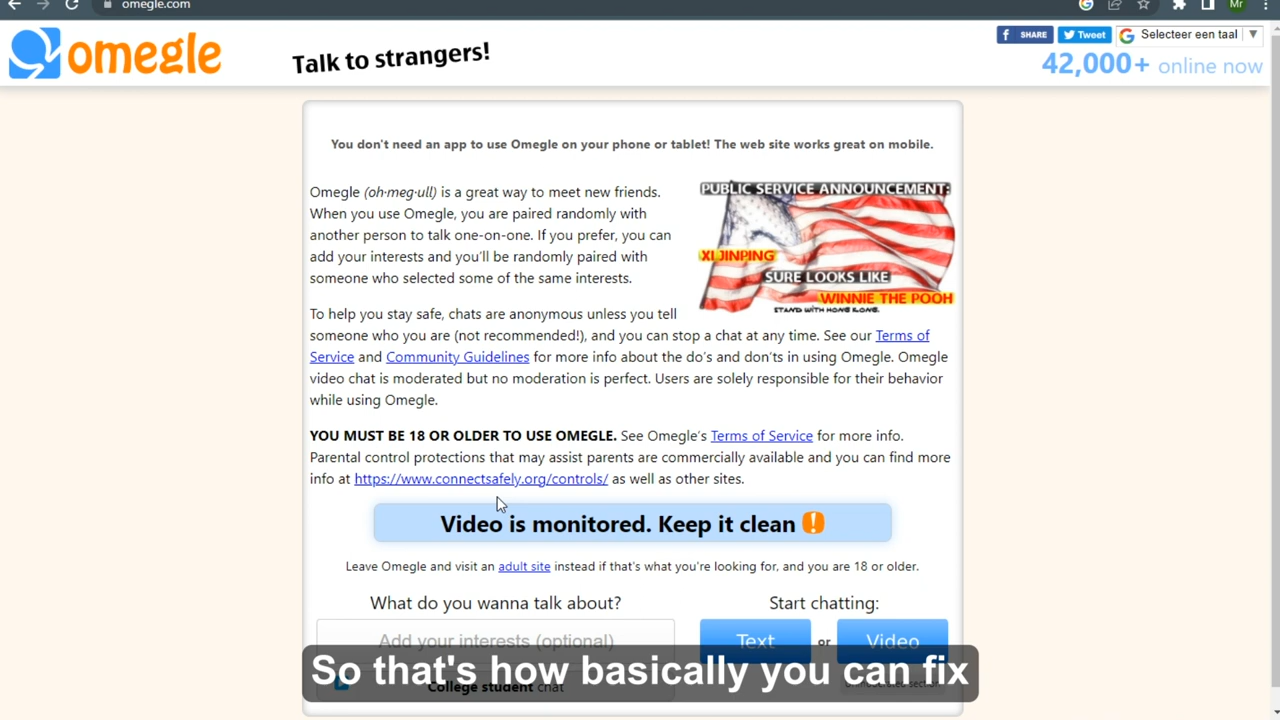 omegle.com
Mr
omegle
Talk to strangers!
SHARE
Tweet
Selecteer een taal
42,000+ online now
You don't need an app to use Omegle on your phone or tablet! The web site works great on mobile.
Omegle (oh·meg·ull) is a great way to meet new friends.
When you use Omegle, you are paired randomly with
another person to talk one-on-one. If you prefer, you can
add your interests and you'll be randomly paired with
someone who selected some of the same interests.
PUBLIC SERVICE ANNOUNCEMENT:
XI JINPING
SURE LOOKS LIKE
WINNIE THE POOH
STAND WITH HONG KONG.
To help you stay safe, chats are anonymous unless you tell
someone who you are (not recommended!), and you can stop a chat at any time. See our Terms of
Service and Community Guidelines for more info about the do's and don'ts in using Omegle. Omegle
video chat is moderated but no moderation is perfect. Users are solely responsible for their behavior
while using Omegle.
YOU MUST BE 18 OR OLDER TO USE OMEGLE. See Omegle's Terms of Service for more info.
Parental control protections that may assist parents are commercially available and you can find more
info at https://www.connectsafely.org/controls/ as well as other sites.
Video is monitored. Keep it clean
Leave Omegle and visit an adult site instead if that's what you're looking for, and you are 18 or older.
What do you wanna talk about?
Start chatting:
Add your interests (optional)
Text or Video
So that's how basically you can fix
College student chat